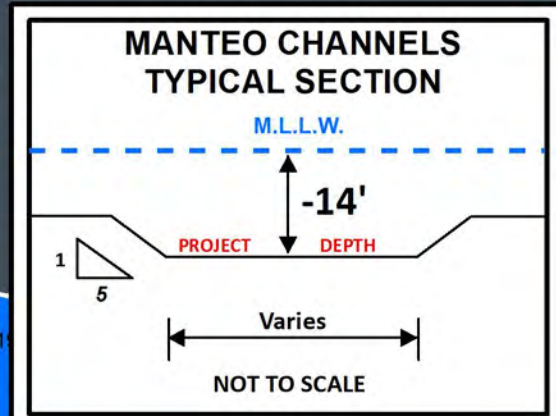 MANTEO CHANNELS
TYPICAL SECTION
M.L.L.W.
-14'
PROJECT DEPTH
1
5
Varies
NOT TO SCALE